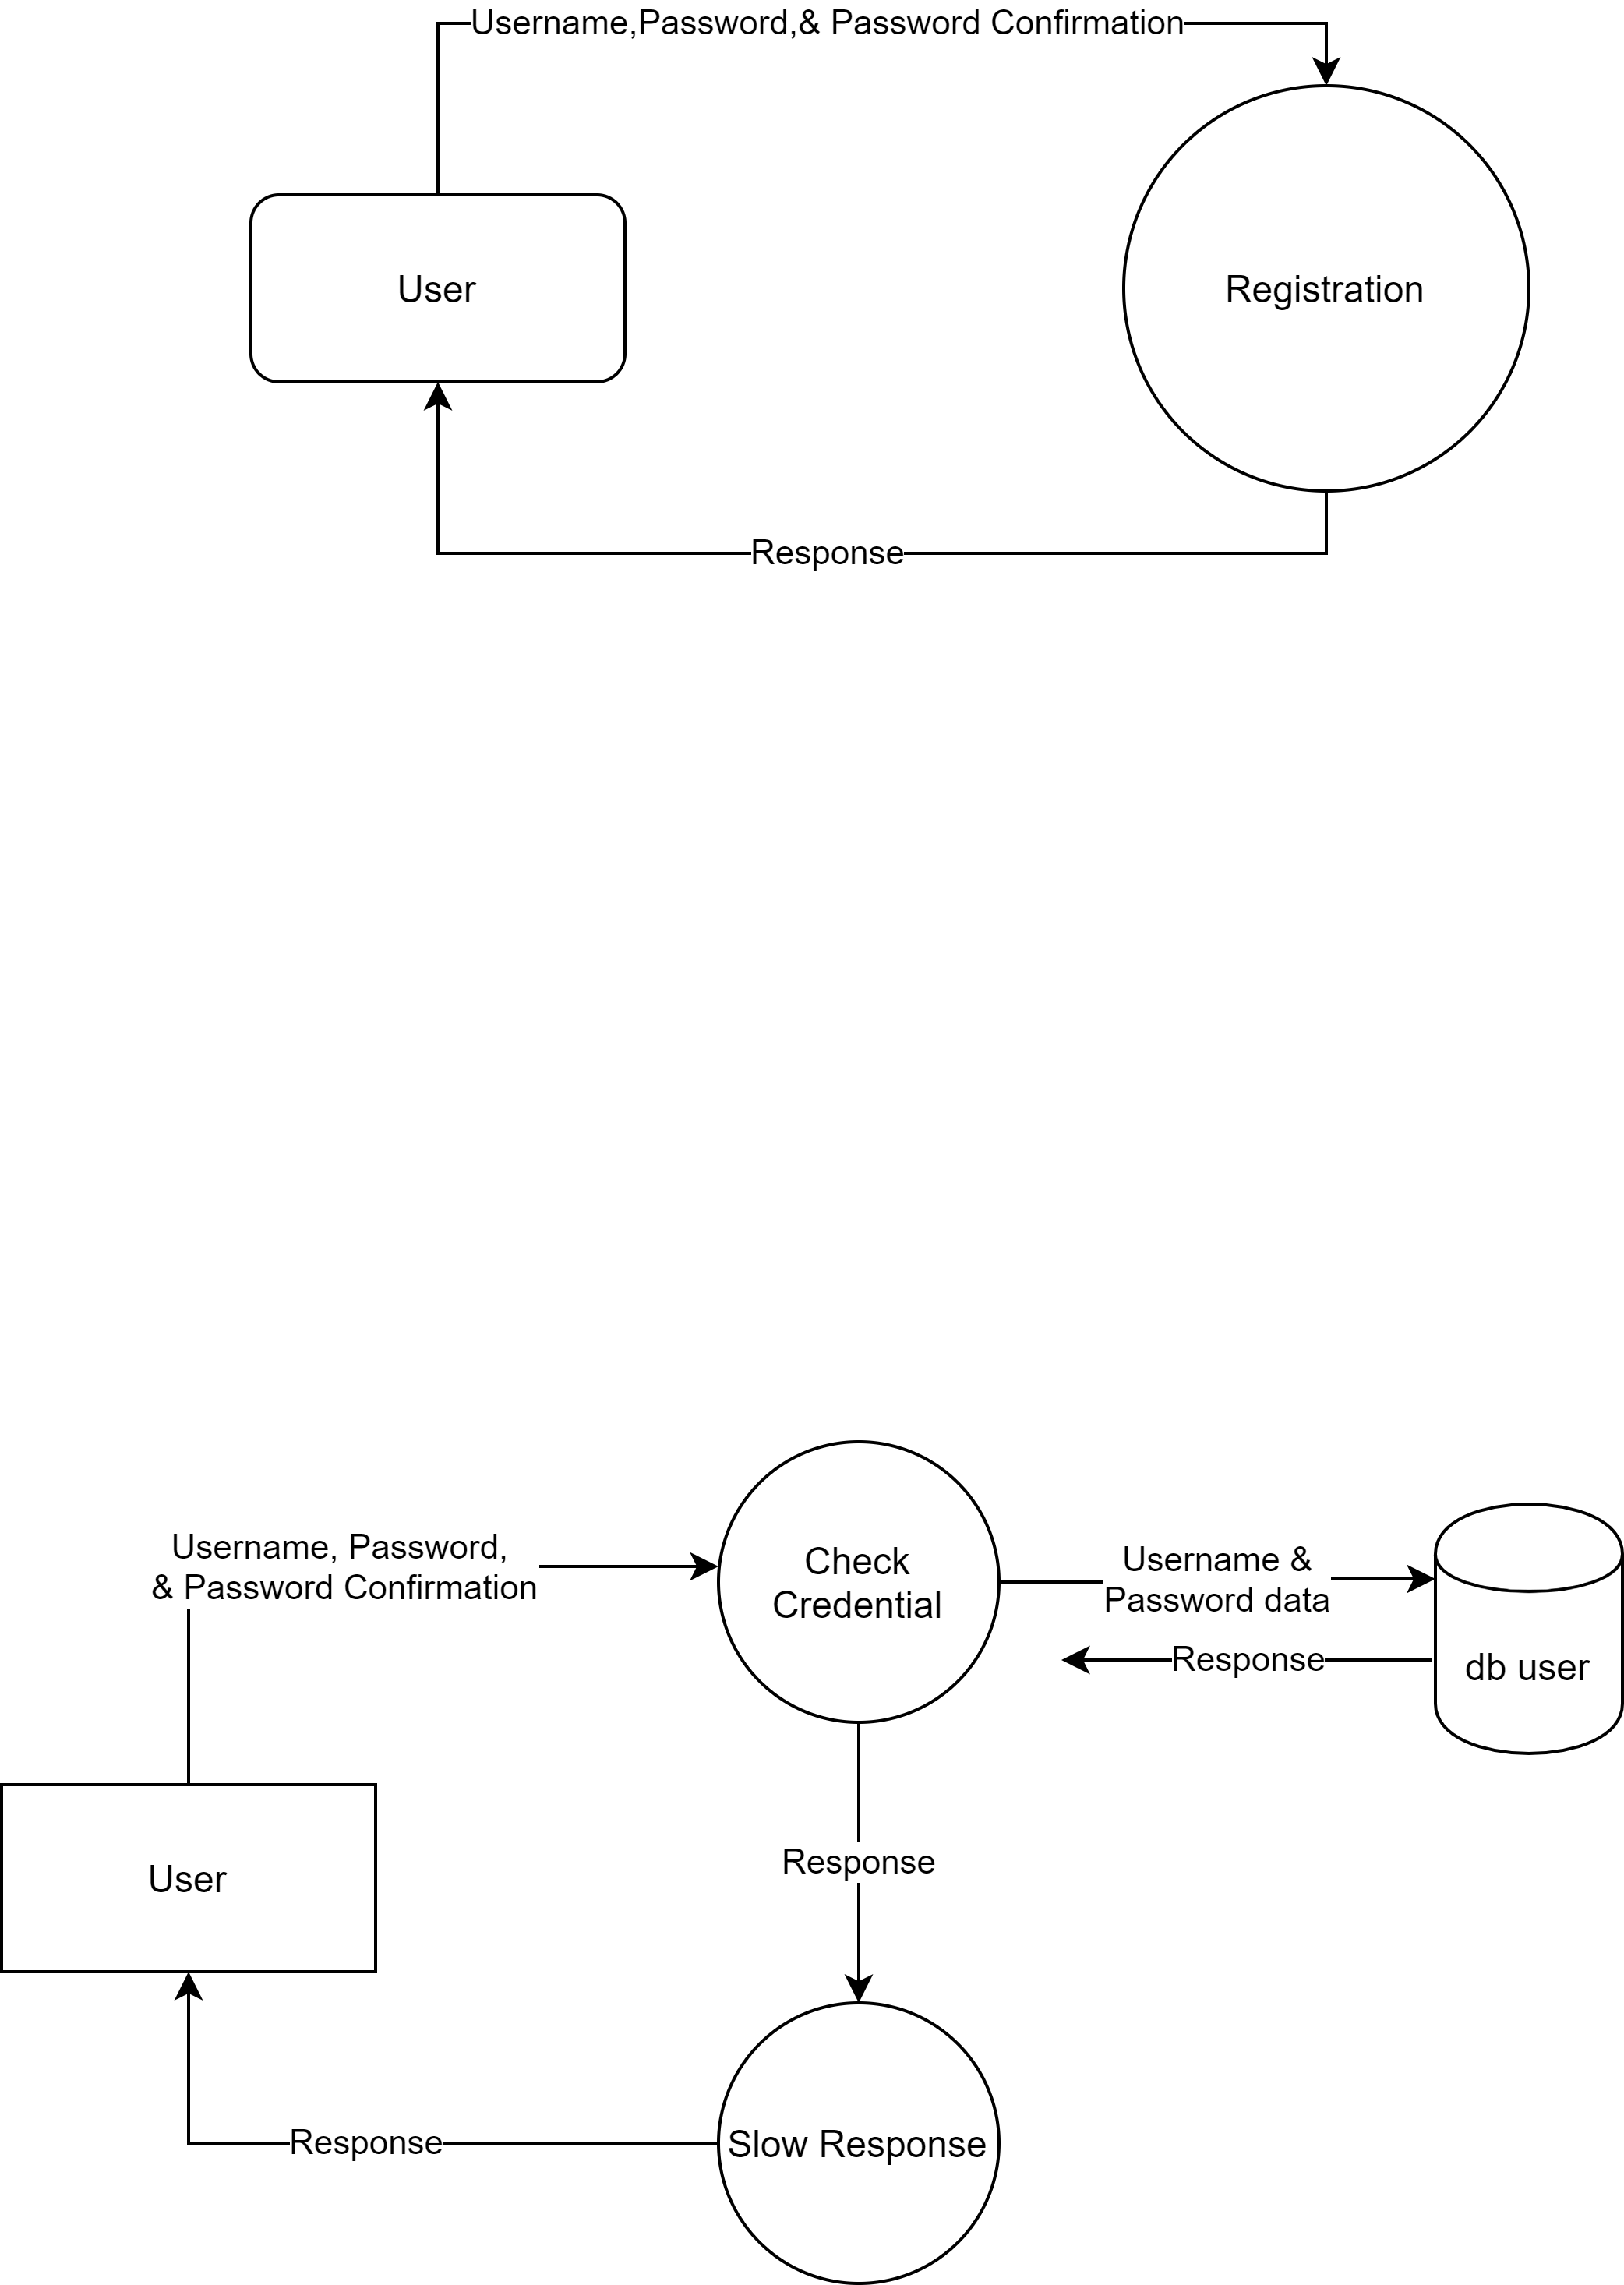 Username,Password,& Password Confirmation
User
Registration
Response
Check
Credential
Username, Password,
& Password Confirmation
Username &
Password data
Response
db user
Response
User
Response
Slow Response